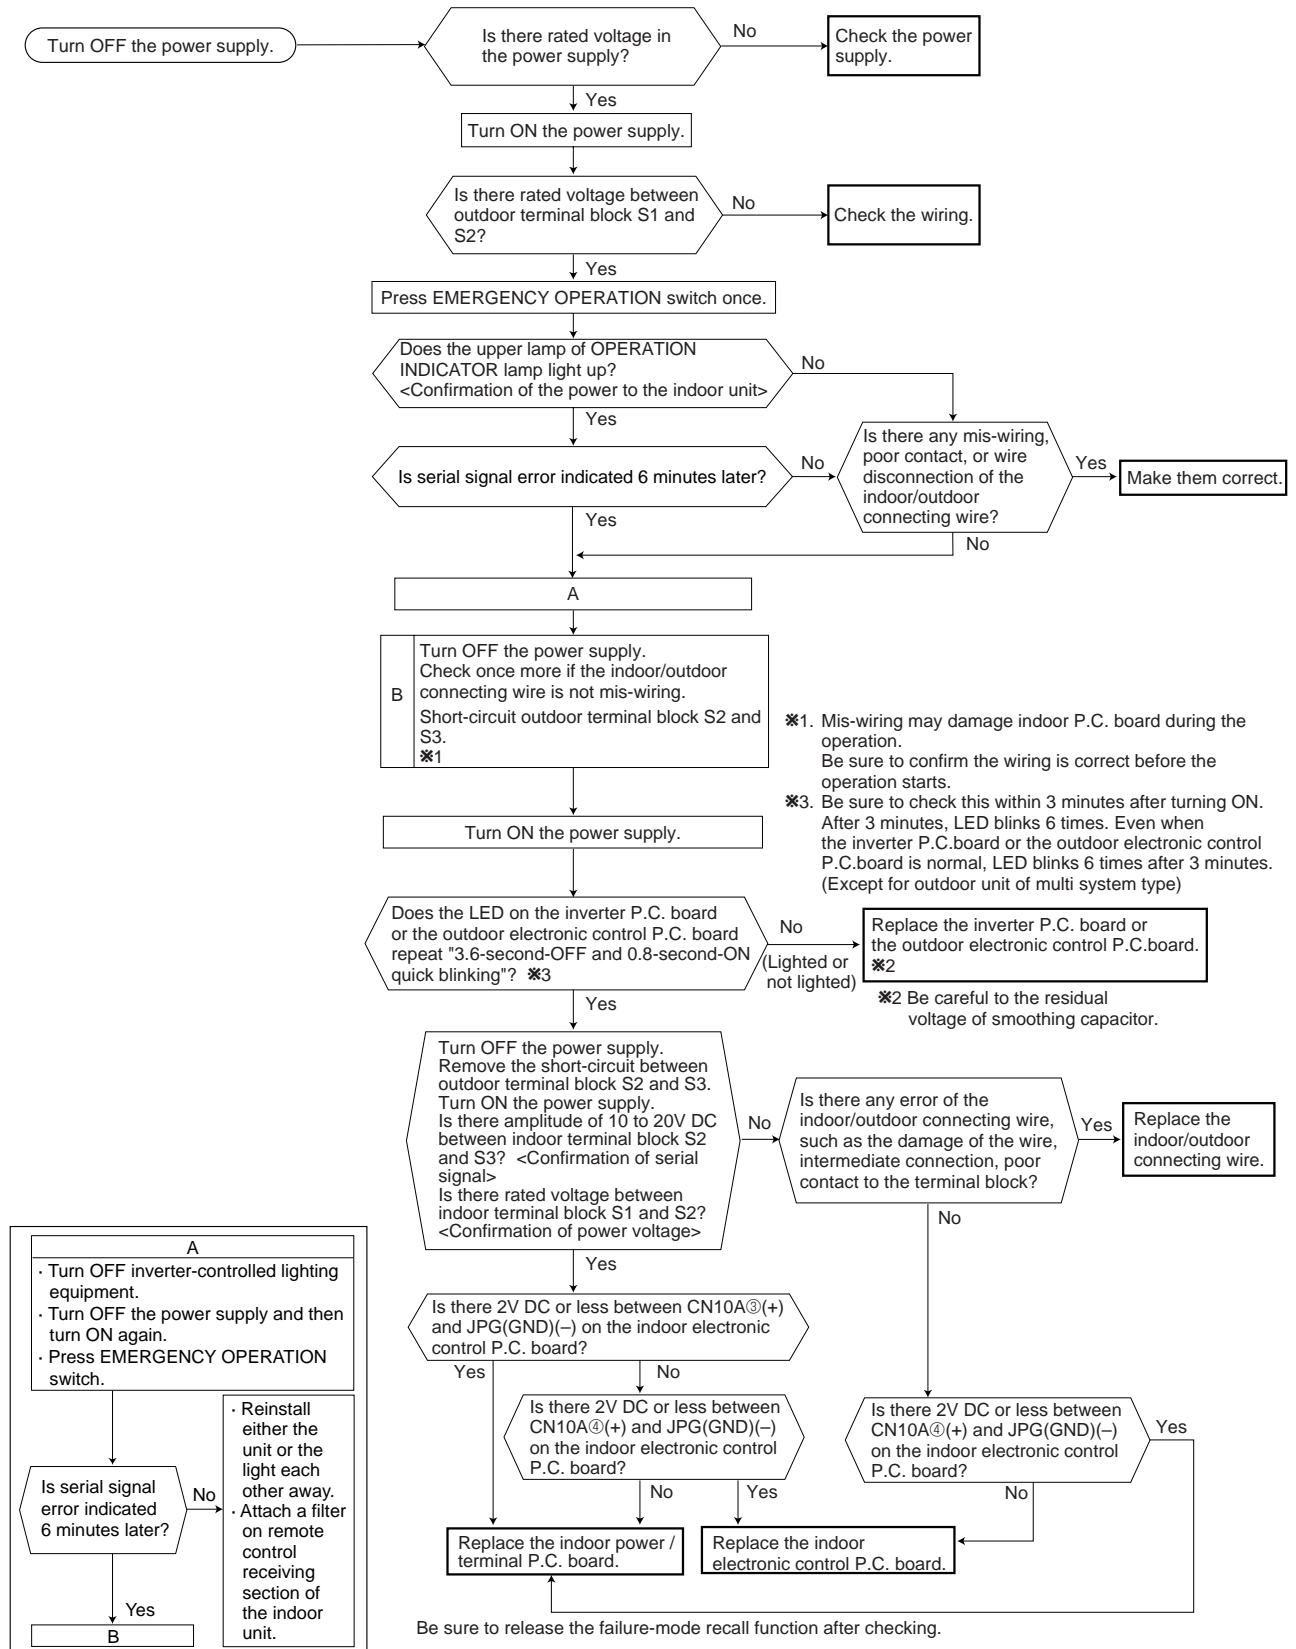 Turn OFF the power supply.
Is there rated voltage in
the power supply?
No
Check the power
supply.
Yes
Turn ON the power supply.
Is there rated voltage between
outdoor terminal block S1 and
S2?
No
Check the wiring.
Yes
Press EMERGENCY OPERATION switch once.
Does the upper lamp of OPERATION
INDICATOR lamp light up?
<Confirmation of the power to the indoor unit>
No
Yes
Is serial signal error indicated 6 minutes later?
No
Is there any mis-wiring,
poor contact, or wire
disconnection of the
indoor/outdoor
connecting wire?
Yes
Make them correct.
Yes
No
A
B
Turn OFF the power supply.
Check once more if the indoor/outdoor
connecting wire is not mis-wiring.
Short-circuit outdoor terminal block S2 and
S3.
※1
※1. Mis-wiring may damage indoor P.C. board during the
operation.
Be sure to confirm the wiring is correct before the
operation starts.
※3. Be sure to check this within 3 minutes after turning ON.
After 3 minutes, LED blinks 6 times. Even when
the inverter P.C.board or the outdoor electronic control
P.C.board is normal, LED blinks 6 times after 3 minutes.
(Except for outdoor unit of multi system type)
Turn ON the power supply.
Does the LED on the inverter P.C. board
or the outdoor electronic control P.C. board
repeat "3.6-second-OFF and 0.8-second-ON
quick blinking"? ※3
No
(Lighted or
not lighted)
Replace the inverter P.C. board or
the outdoor electronic control P.C.board.
※2
※2 Be careful to the residual
voltage of smoothing capacitor.
Yes
Turn OFF the power supply.
Remove the short-circuit between
outdoor terminal block S2 and S3.
Turn ON the power supply.
Is there amplitude of 10 to 20V DC
between indoor terminal block S2
and S3? <Confirmation of serial
signal>
Is there rated voltage between
indoor terminal block S1 and S2?
<Confirmation of power voltage>
No
Is there any error of the
indoor/outdoor connecting wire,
such as the damage of the wire,
intermediate connection, poor
contact to the terminal block?
Yes
Replace the
indoor/outdoor
connecting wire.
No
Yes
Is there 2V DC or less between CN10A③(+)
and JPG(GND)(–) on the indoor electronic
control P.C. board?
Yes
No
Is there 2V DC or less between
CN10A④(+) and JPG(GND)(–)
on the indoor electronic control
P.C. board?
No
Yes
Is there 2V DC or less between
CN10A④(+) and JPG(GND)(–)
on the indoor electronic control
P.C. board?
Yes
No
Replace the indoor power /
terminal P.C. board.
Replace the indoor
electronic control P.C. board.
Be sure to release the failure-mode recall function after checking.
A
· Turn OFF inverter-controlled lighting
equipment.
· Turn OFF the power supply and then
turn ON again.
· Press EMERGENCY OPERATION
switch.
Is serial signal
error indicated
6 minutes later?
No
· Reinstall
either the
unit or the
light each
other away.
· Attach a filter
on remote
control
receiving
section of
the indoor
unit.
Yes
B